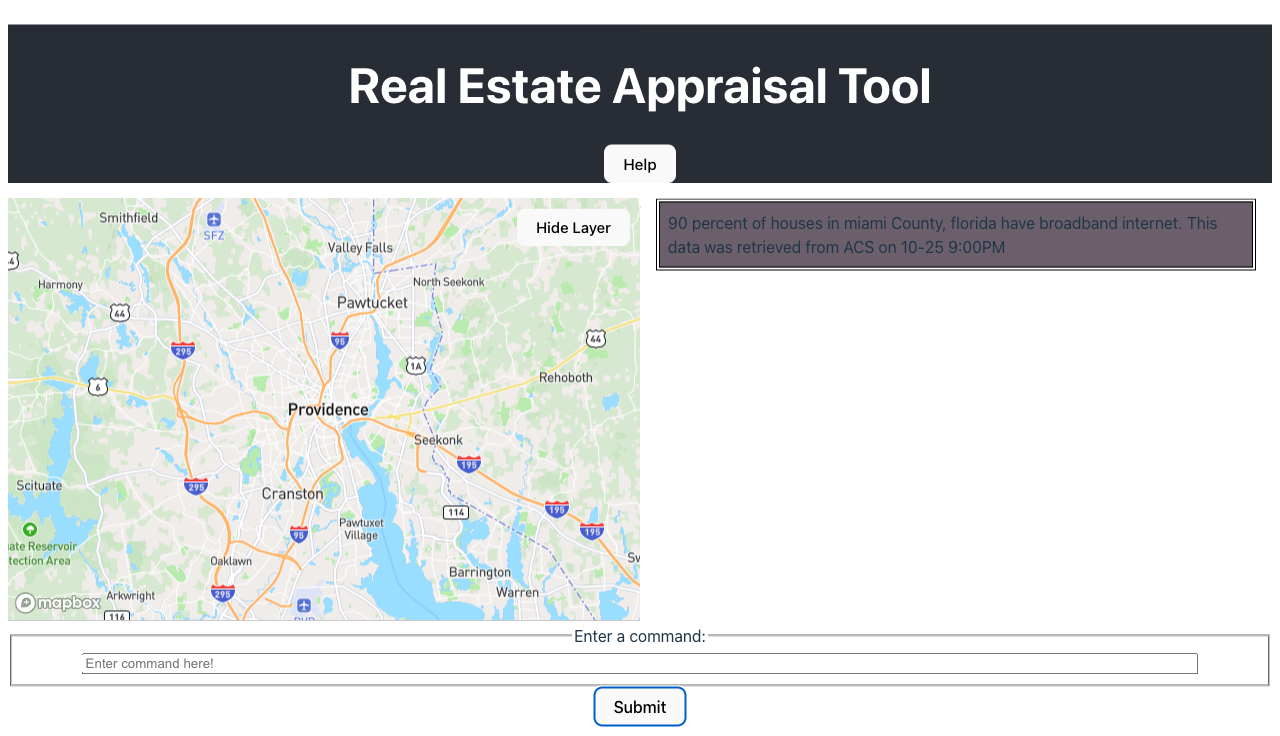 Real Estate Appraisal Tool
Help
Smithfield
SFZ
Hide Layer
Valley Falls
Harmony
North Seekonk
44
Pawtucket
295
95
44
1A
6
Rehoboth
Providence
Seekonk
195
Scituate
295
Cranston
114
195
Pawtuxet
Village
95
195
Reservoir
Area
Oaklawn
Barrington
295
Warren
Arkwright
mapbox
116
90 percent of houses in miami County, florida have broadband internet. This
data was retrieved from ACS on 10-25 9:00PM
Enter a command:
Enter command here!
Submit